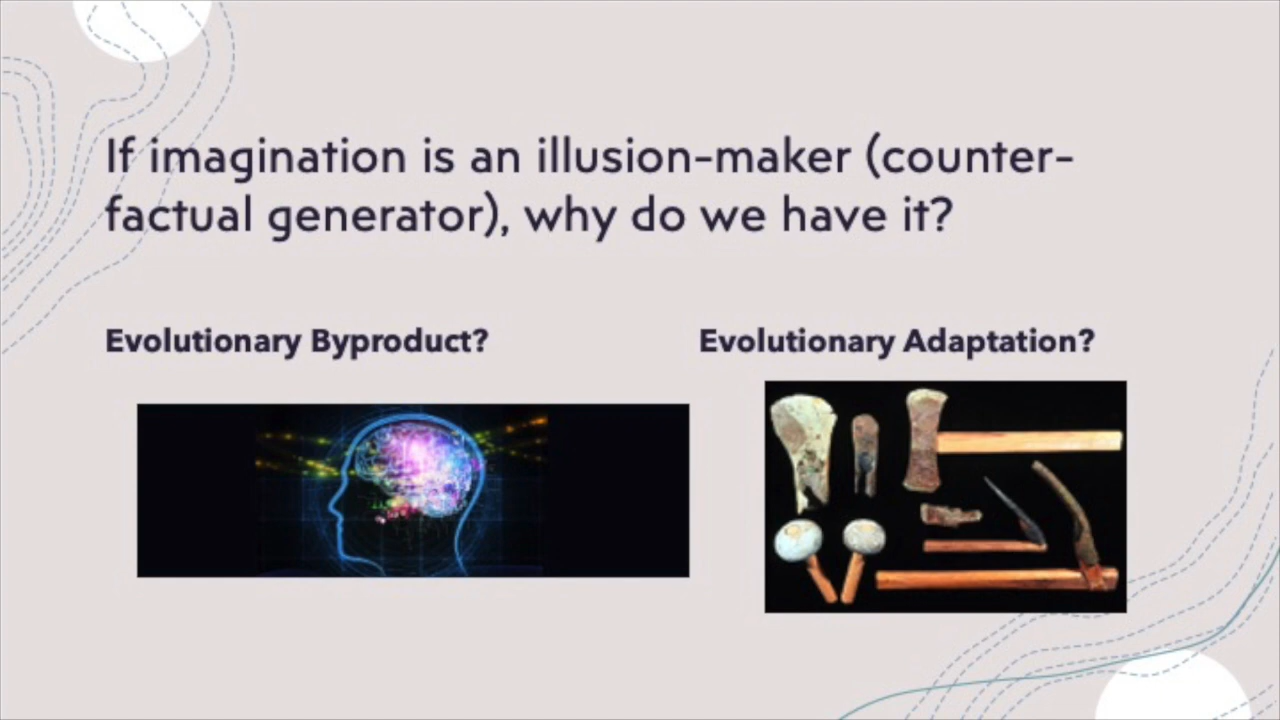 If imagination is an illusion-maker (counter-
factual generator), why do we have it?
Evolutionary Byproduct?
Evolutionary Adaptation?